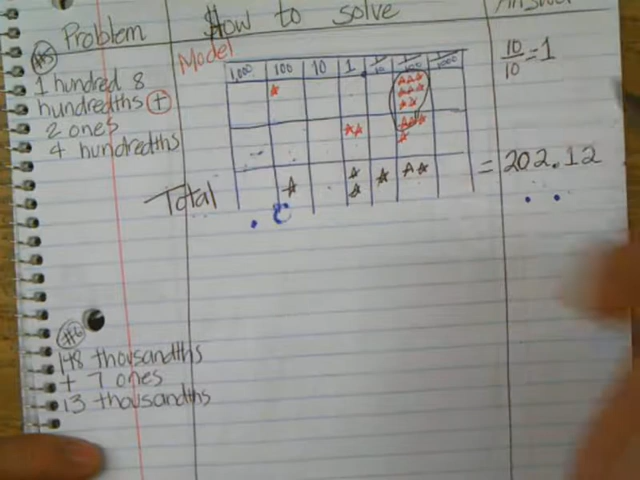 Problem
How to solve
Answer
#5
1 hundred 8
hundredths +
2 ones
4 hundredths
Model
1,000 100 10 1 1/10 1/100 1/1000
10/10 = 1
Total
= 202.12
#6
148 thousandths
+ 7 ones
13 thousandths